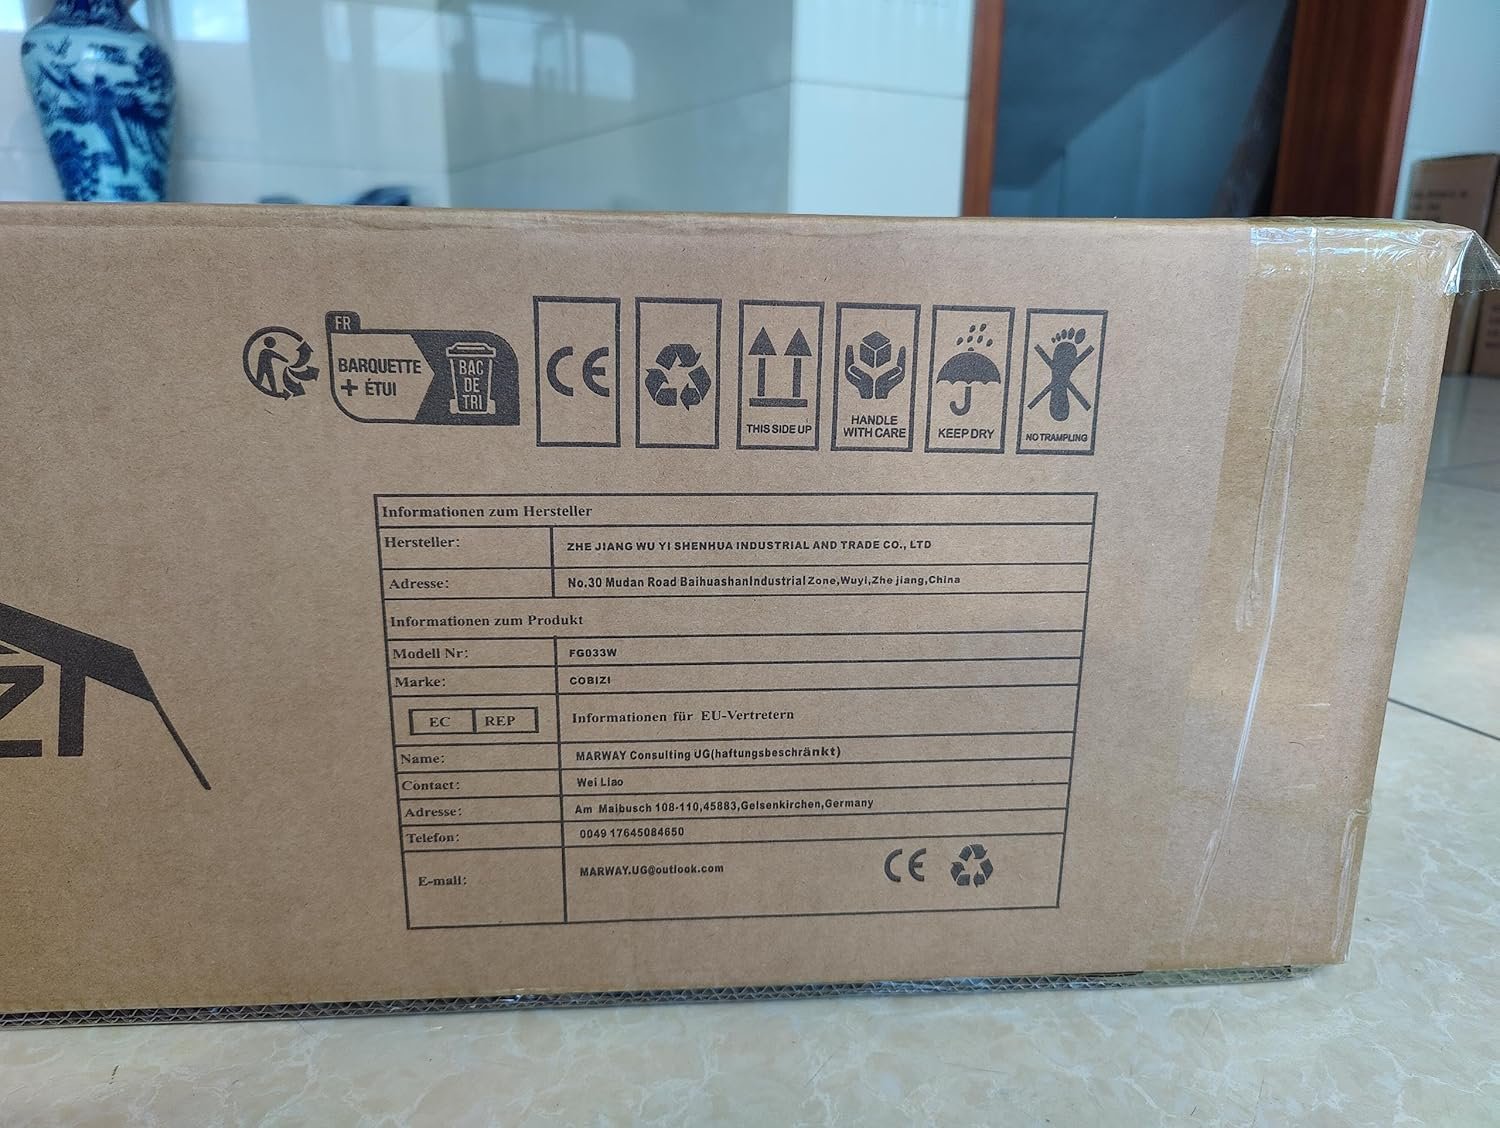 FR
BARQUETTE
+ ÉTUI
BAC
DE
TRI
CE
THIS SIDE UP
HANDLE
WITH CARE
KEEP DRY
NO TRAMPLING
Informationen zum Hersteller
Hersteller: ZHE JIANG WU YI SHENHUA INDUSTRIAL AND TRADE CO., LTD
Adresse: No.30 Mudan Road BaihuashanIndustrialZone,Wuyi,Zhe jiang,China
Informationen zum Produkt
Modell Nr: FG033W
Marke: COBIZI
EC REP Informationen für EU-Vertretern
Name: MARWAY Consulting UG(haftungsbeschränkt)
Contact: Wei Liao
Adresse: Am Maibusch 108-110,45883,Gelsenkirchen,Germany
Telefon: 0049 17645084650
E-mail: MARWAY.UG@outlook.com
CE
ZI